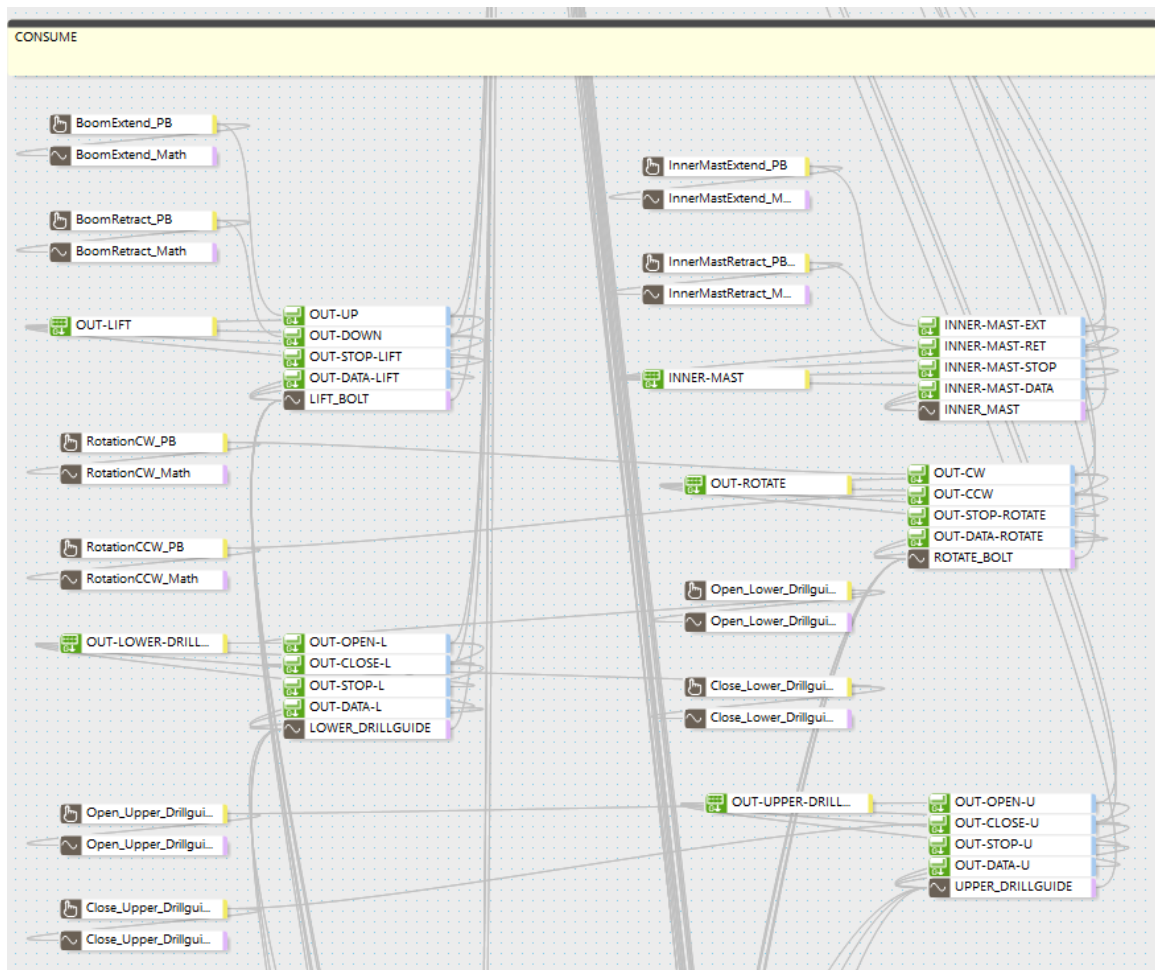 CONSUME
BoomExtend_PB
BoomExtend_Math
BoomRetract_PB
BoomRetract_Math
OUT-LIFT
OUT-UP
OUT-DOWN
OUT-STOP-LIFT
OUT-DATA-LIFT
LIFT_BOLT
InnerMastExtend_PB
InnerMastExtend_M...
InnerMastRetract_PB...
InnerMastRetract_M...
INNER-MAST
INNER-MAST-EXT
INNER-MAST-RET
INNER-MAST-STOP
INNER-MAST-DATA
INNER_MAST
RotationCW_PB
RotationCW_Math
RotationCCW_PB
RotationCCW_Math
OUT-ROTATE
OUT-CW
OUT-CCW
OUT-STOP-ROTATE
OUT-DATA-ROTATE
ROTATE_BOLT
OUT-LOWER-DRILL...
OUT-OPEN-L
OUT-CLOSE-L
OUT-STOP-L
OUT-DATA-L
LOWER_DRILLGUIDE
Open_Lower_Drillgui...
Open_Lower_Drillgui...
Close_Lower_Drillgui...
Close_Lower_Drillgui...
Open_Upper_Drillgui...
Open_Upper_Drillgui...
Close_Upper_Drillgui...
Close_Upper_Drillgui...
OUT-UPPER-DRILL...
OUT-OPEN-U
OUT-CLOSE-U
OUT-STOP-U
OUT-DATA-U
UPPER_DRILLGUIDE